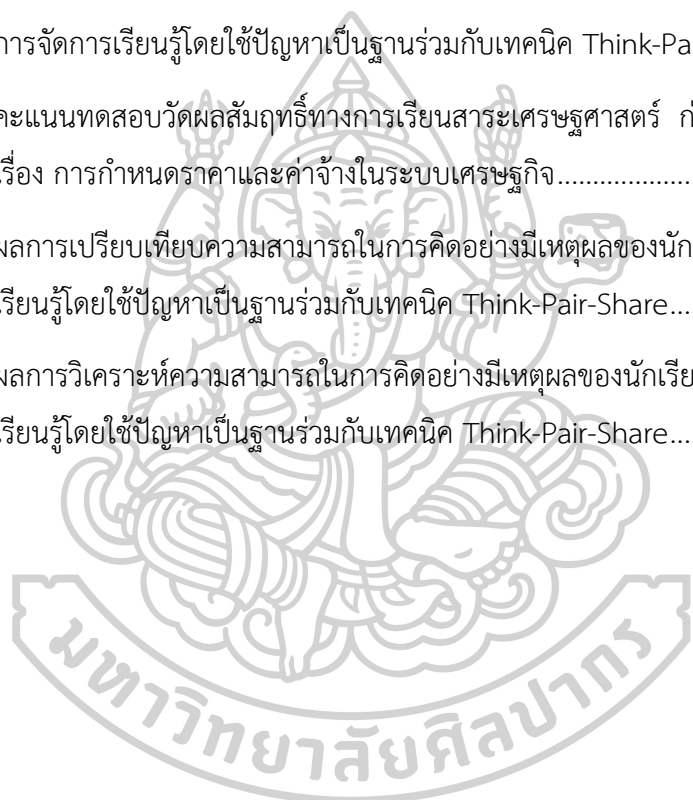 การจัดการเรียนรู้โดยใช้ปัญหาเป็นฐานร่วมกับเทคนิค Think-Pa
คะแนนทดสอบวัดผลสัมฤทธิ์ทางการเรียนสาระเศรษฐศาสตร์ ก่
เรื่อง การกำหนดราคาและค่าจ้างในระบบเศรษฐกิจ.....................
ผลการเปรียบเทียบความสามารถในการคิดอย่างมีเหตุผลของนัก
เรียนรู้โดยใช้ปัญหาเป็นฐานร่วมกับเทคนิค Think-Pair-Share....
ผลการวิเคราะห์ความสามารถในการคิดอย่างมีเหตุผลของนักเรีย
เรียนรู้โดยใช้ปัญหาเป็นฐานร่วมกับเทคนิค Think-Pair-Share....
มหาวิทยาลัยศิลปากร